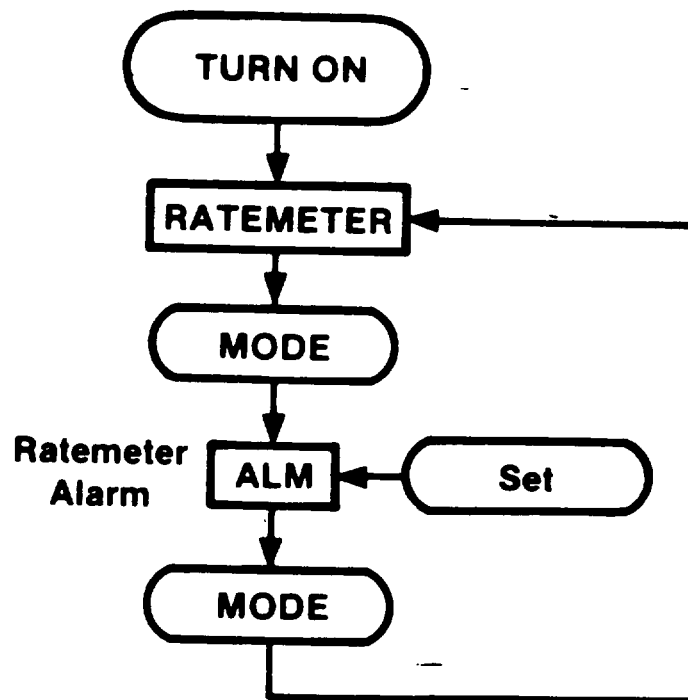 TURN ON
RATEMETER
MODE
Ratemeter
Alarm
ALM
Set
MODE